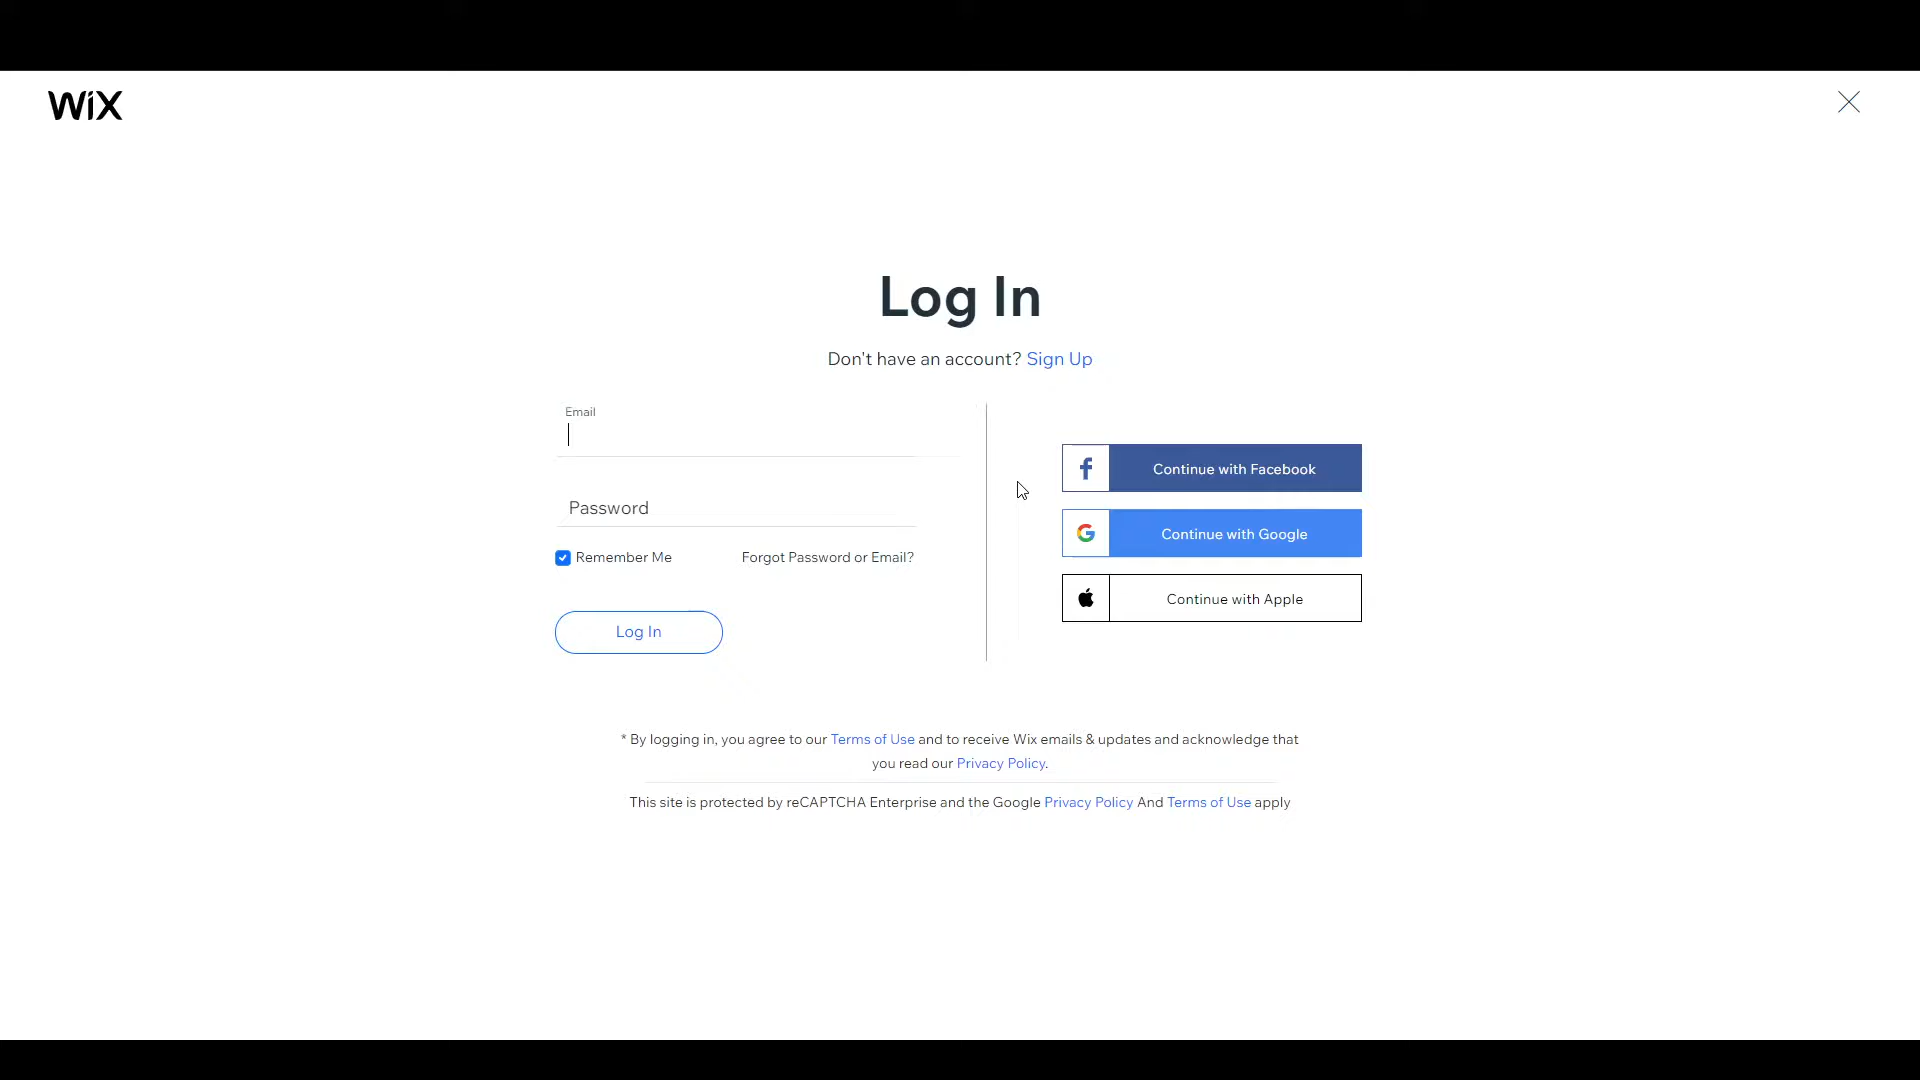 WiX
Log In
Don't have an account? Sign Up
Email
Password
Remember Me
Forgot Password or Email?
Log In
Continue with Facebook
Continue with Google
Continue with Apple
* By logging in, you agree to our Terms of Use and to receive Wix emails & updates and acknowledge that
you read our Privacy Policy.
This site is protected by reCAPTCHA Enterprise and the Google Privacy Policy And Terms of Use apply